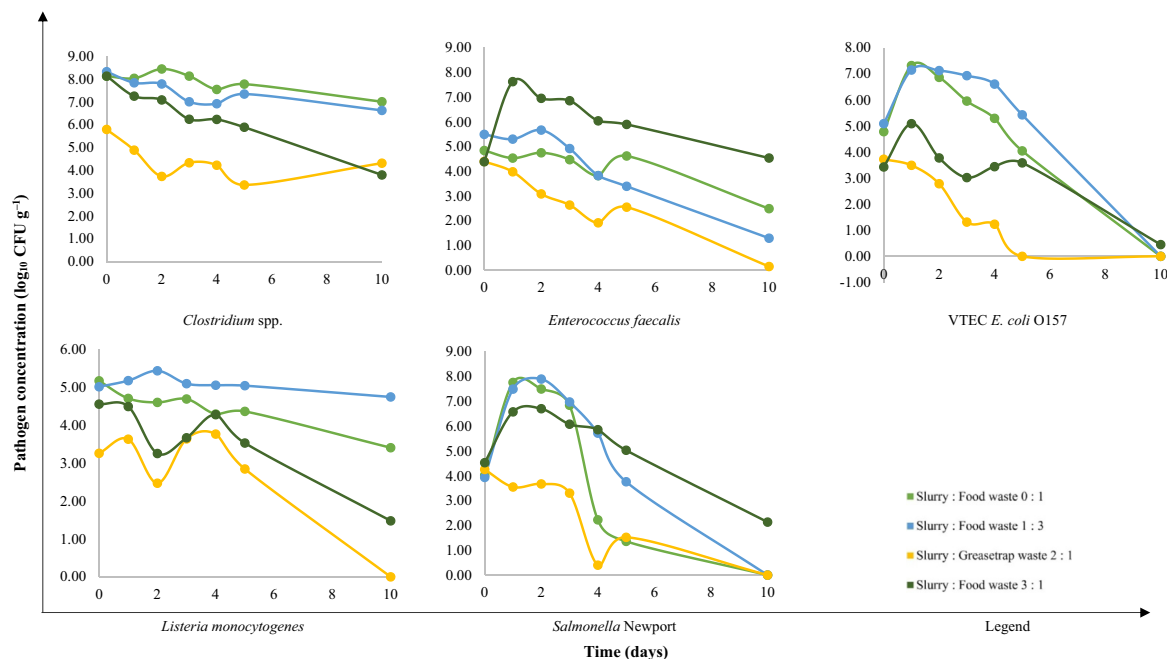 Pathogen concentration (log₁₀ CFU g⁻¹)
9.00
8.00
7.00
6.00
5.00
4.00
3.00
2.00
1.00
0.00
0 2 4 6 8 10
Clostridium spp.
9.00
8.00
7.00
6.00
5.00
4.00
3.00
2.00
1.00
0.00
0 2 4 6 8 10
Enterococcus faecalis
8.00
7.00
6.00
5.00
4.00
3.00
2.00
1.00
0.00
-1.00
0 2 4 6 8 10
VTEC E. coli O157
6.00
5.00
4.00
3.00
2.00
1.00
0.00
0 2 4 6 8 10
Listeria monocytogenes
9.00
8.00
7.00
6.00
5.00
4.00
3.00
2.00
1.00
0.00
0 2 4 6 8 10
Salmonella Newport
Slurry : Food waste 0 : 1
Slurry : Food waste 1 : 3
Slurry : Greasetrap waste 2 : 1
Slurry : Food waste 3 : 1
Legend
Time (days)